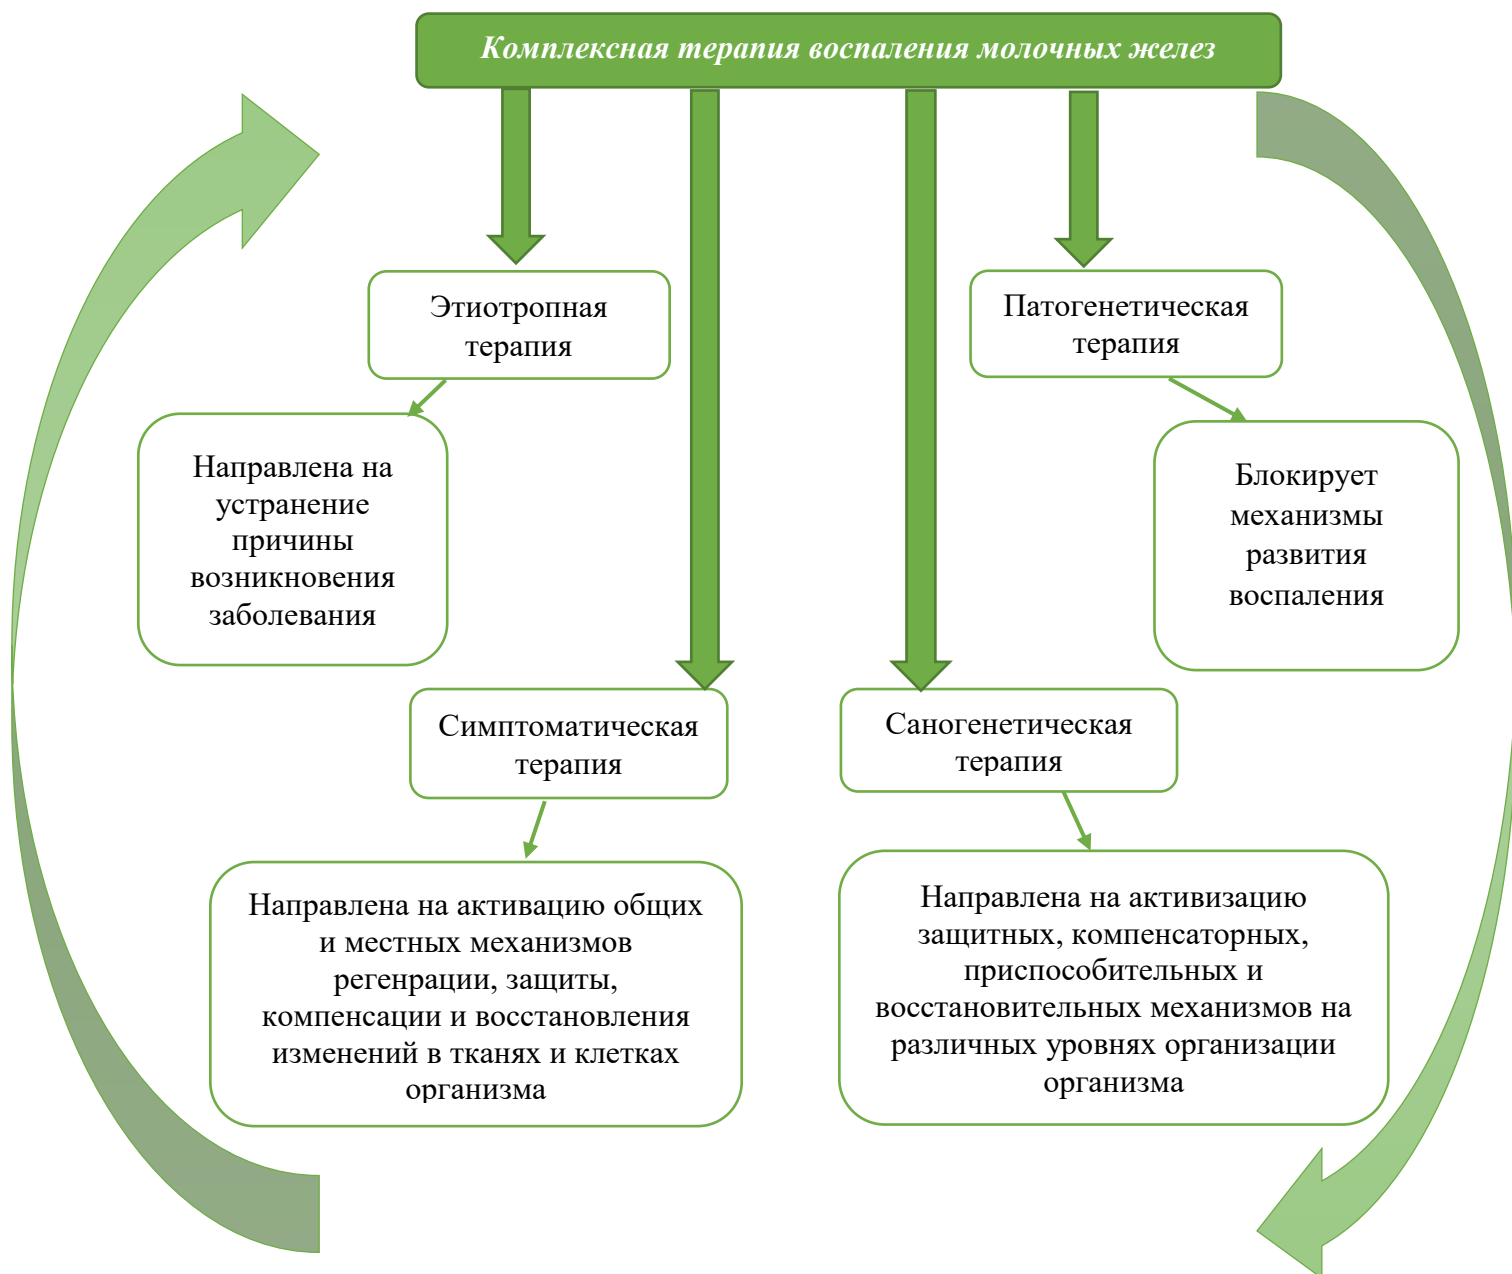 Комплексная терапия воспаления молочных желез
Этиотропная
терапия
Патогенетическая
терапия
Направлена на
устранение
причины
возникновения
заболевания
Блокирует
механизмы
развития
воспаления
Симптоматическая
терапия
Саногенетическая
терапия
Направлена на активацию общих
и местных механизмов
регенрации, защиты,
компенсации и восстановления
изменений в тканях и клетках
организма
Направлена на активизацию
защитных, компенсаторных,
приспособительных и
восстановительных механизмов на
различных уровнях организации
организма